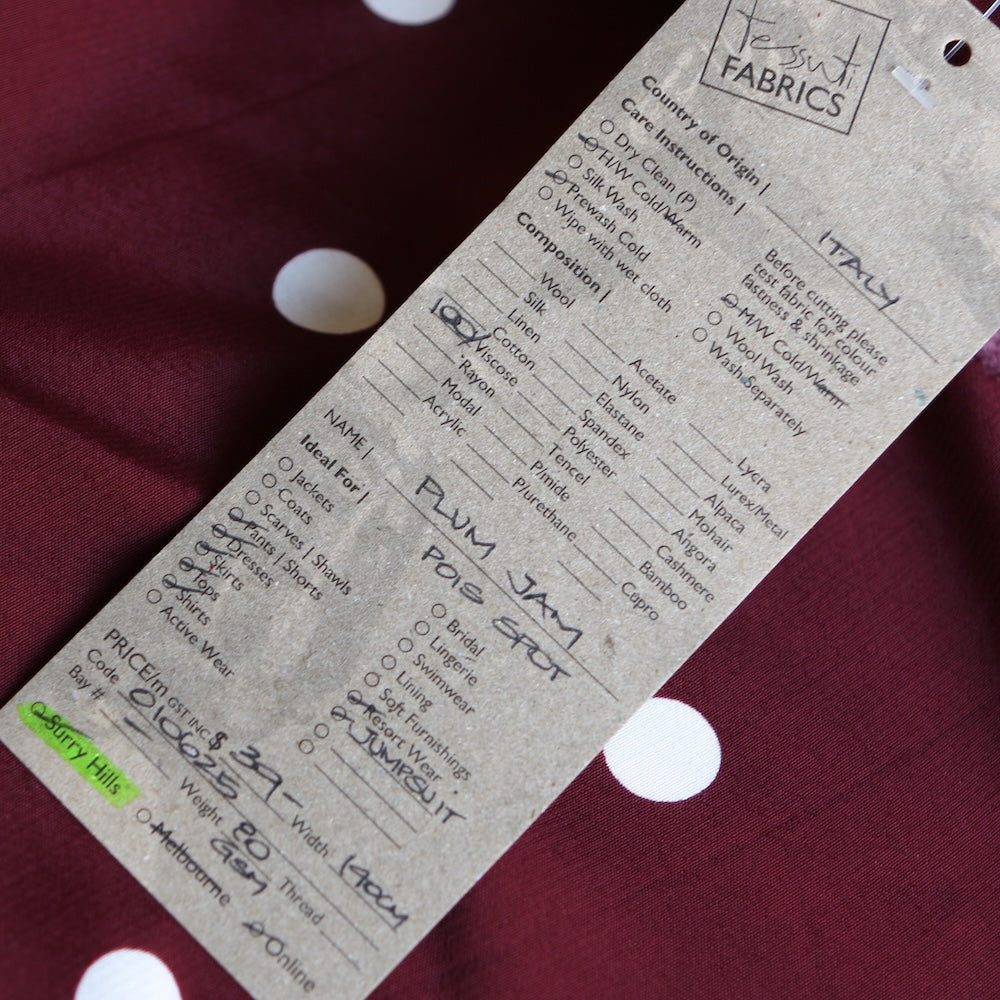 tessuti
FABRICS
Country of Origin | ITALY
Care Instructions |
Before cutting please
test fabric for colour
fastness & shrinkage
Dry Clean (P)
H/W Cold/Warm
Silk Wash
Prewash Cold
Wipe with wet cloth
M/W Cold/Warm
Wool Wash
Wash Separately
Composition |
Wool
Silk
Linen
Cotton
100% Viscose
Rayon
Modal
Acrylic
Acetate
Nylon
Elastane
Spandex
Polyester
Tencel
P/mide
P/urethane
Lycra
Lurex/Metal
Alpaca
Mohair
Angora
Cashmere
Bamboo
Cepro
NAME | PLUM JAM
POIS SPOT
Ideal For |
Jackets
Coats
Scarves | Shawls
Pants | Shorts
Dresses
Skirts
Tops
Shirts
Active Wear
Bridal
Lingerie
Swimwear
Lining
Soft Furnishings
Resort Wear
JUMPSUIT
PRICE/m GST INC $ 39-
Width 140CM
Code 010625
Weight 80 GSM
Thread
Bay #
Surry Hills
Melbourne
Online